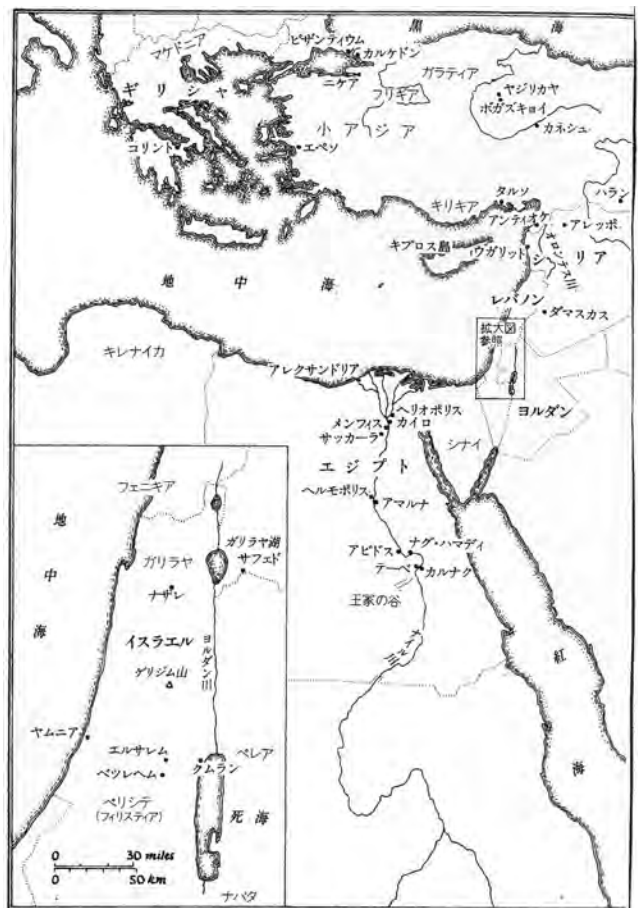 黒海
ビザンティウム
マケドニア
カルケドン
ニケア
ガラティア
ギリシャ
フリギア
ヤジリカヤ
ボガズキョイ
小アジア
カネシュ
コリント
エペソ
タルソ
ハラン
キリキア
アンティオケ
アレッポ
キプロス島
ウガリット
オロンテス川
シリア
地中海
レバノン
ダマスカス
拡大図
参照
キレナイカ
アレクサンドリア
ヘリオポリス
ヨルダン
メンフィス
カイロ
サッカーラ
シナイ
エジプト
ヘルモポリス
アマルナ
アビドス
ナグ・ハマディ
テーベ
カルナク
王家の谷
ナイル川
紅海
フェニキア
地中海
ガリラヤ湖
ガリラヤ
サフェド
ナザレ
イスラエル
ヨルダン川
ゲリジム山
ヤムニア
エルサレム
ペレア
クムラン
ベツレヘム
ペリシテ
(フィリスティア)
死海
0 30 miles
0 50 km
ナバタ